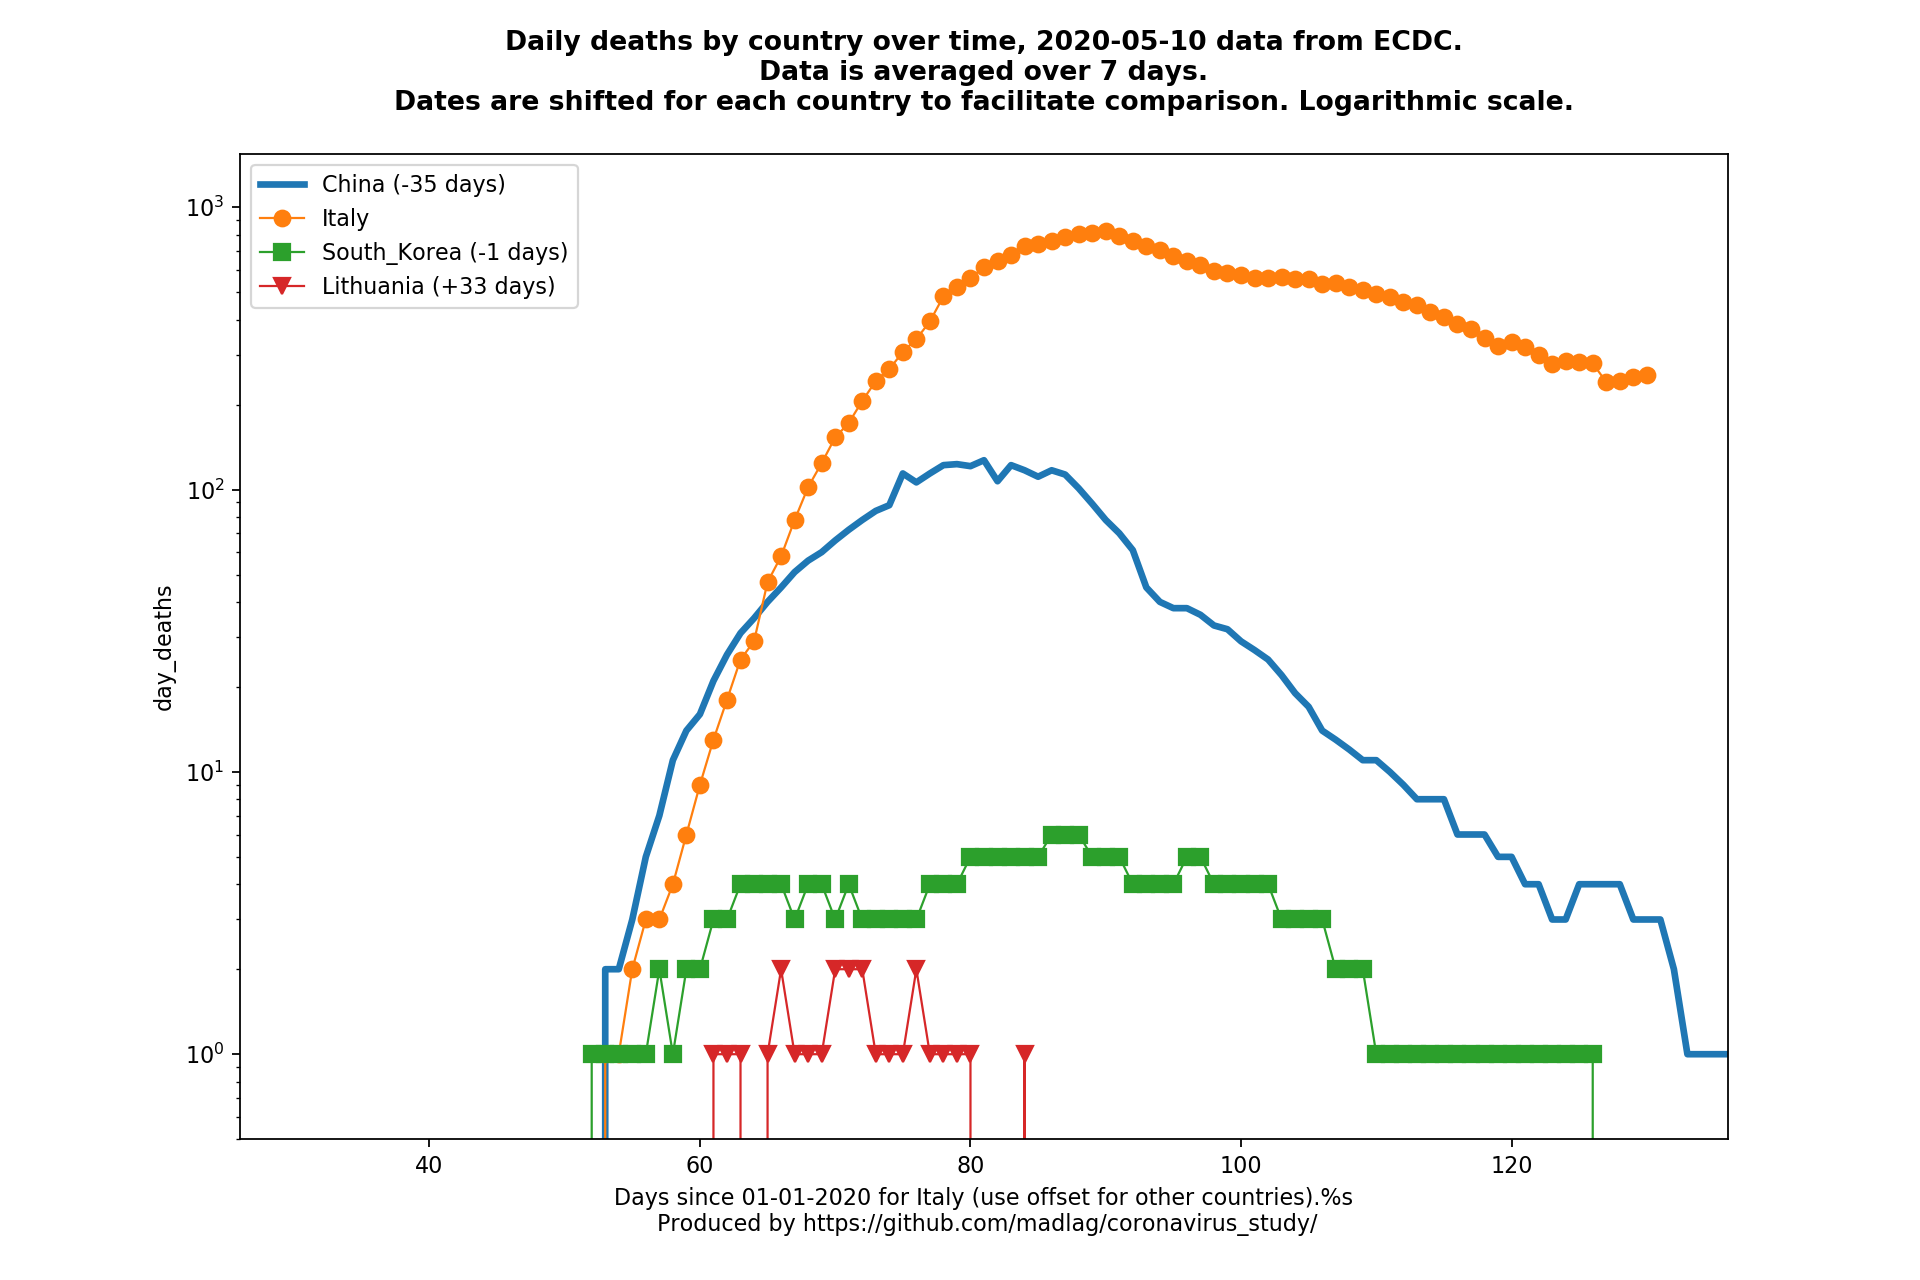 Daily deaths by country over time, 2020-05-10 data from ECDC.
Data is averaged over 7 days.
Dates are shifted for each country to facilitate comparison. Logarithmic scale.
China (-35 days)
Italy
South_Korea (-1 days)
Lithuania (+33 days)
10³
10²
10¹
10⁰
day_deaths
40 60 80 100 120
Days since 01-01-2020 for Italy (use offset for other countries).%s
Produced by https://github.com/madlag/coronavirus_study/